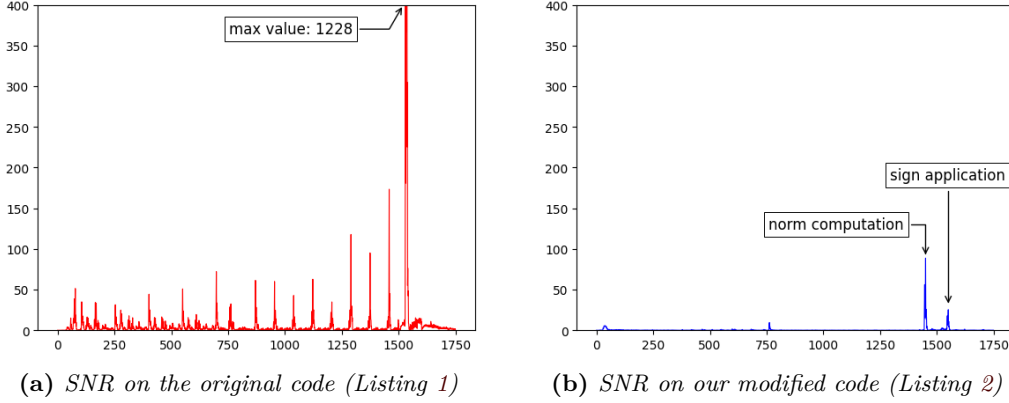 400
350
300
250
200
150
100
50
0
max value: 1228
0 250 500 750 1000 1250 1500 1750
(a) SNR on the original code (Listing 1)
400
350
300
250
200
150
100
50
0
sign application
norm computation
0 250 500 750 1000 1250 1500 1750
(b) SNR on our modified code (Listing 2)